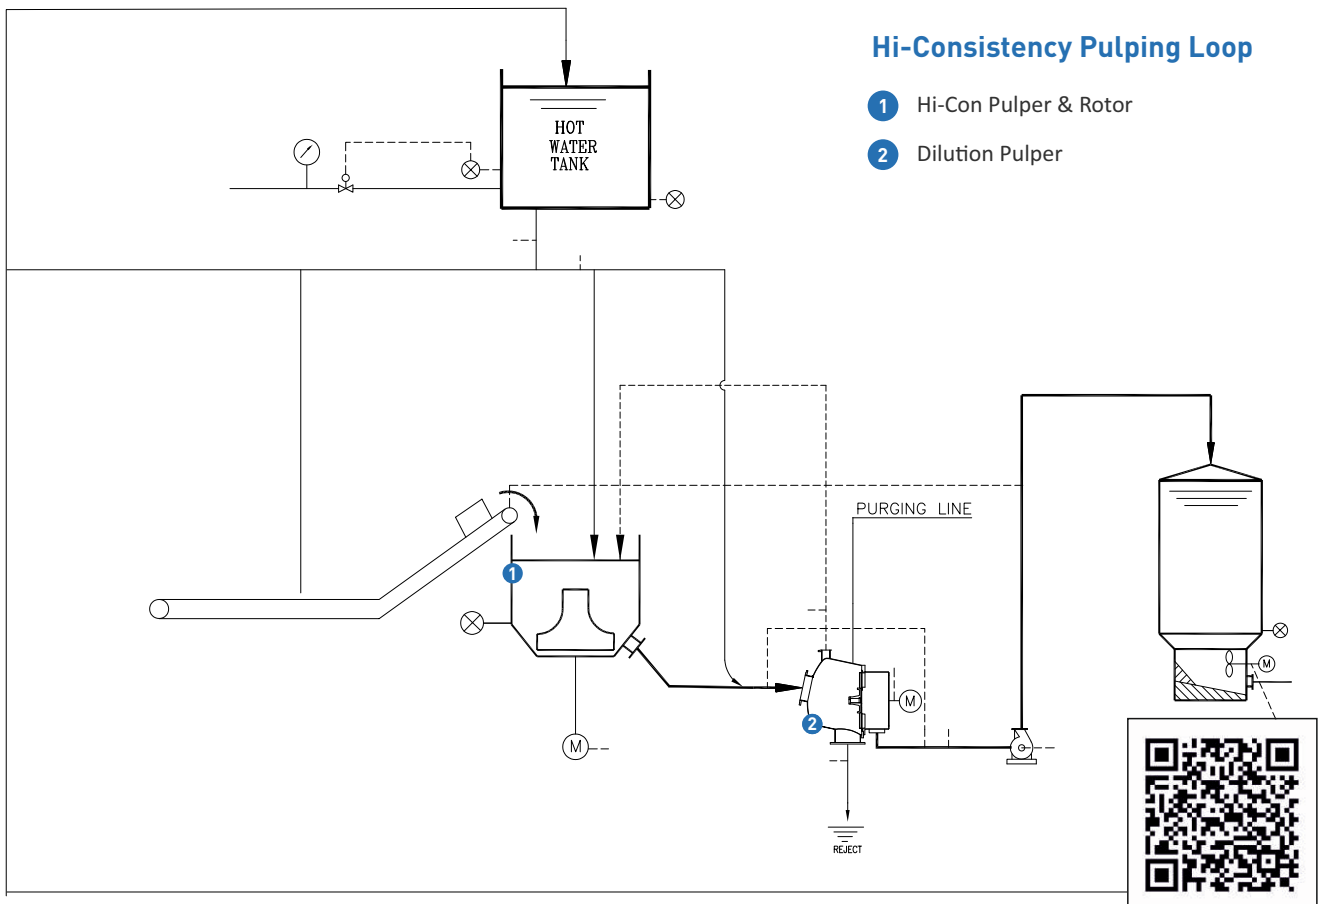 Hi-Consistency Pulping Loop
1 Hi-Con Pulper & Rotor
2 Dilution Pulper
HOT
WATER
TANK
PURGING LINE
1
M
2
M
M
REJECT